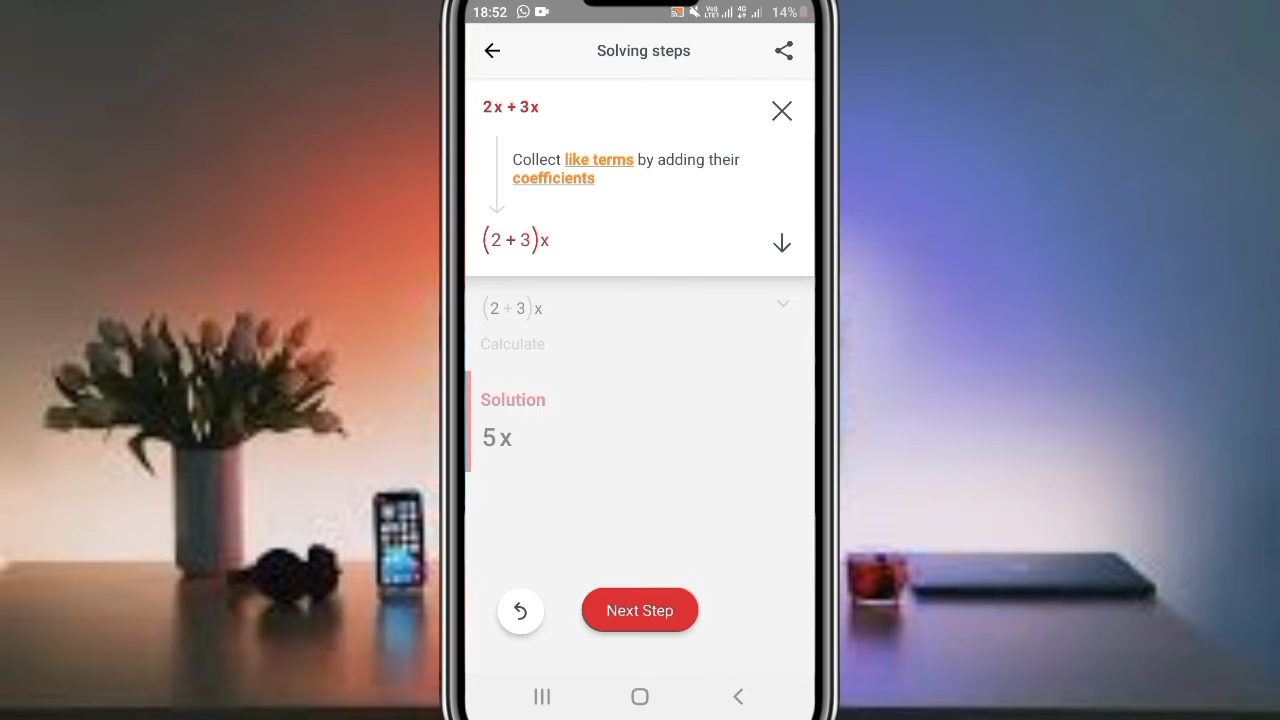 18:52 14%
Solving steps
2x + 3x
Collect like terms by adding their
coefficients
(2 + 3)x
(2 + 3)x
Calculate
Solution
5x
Next Step